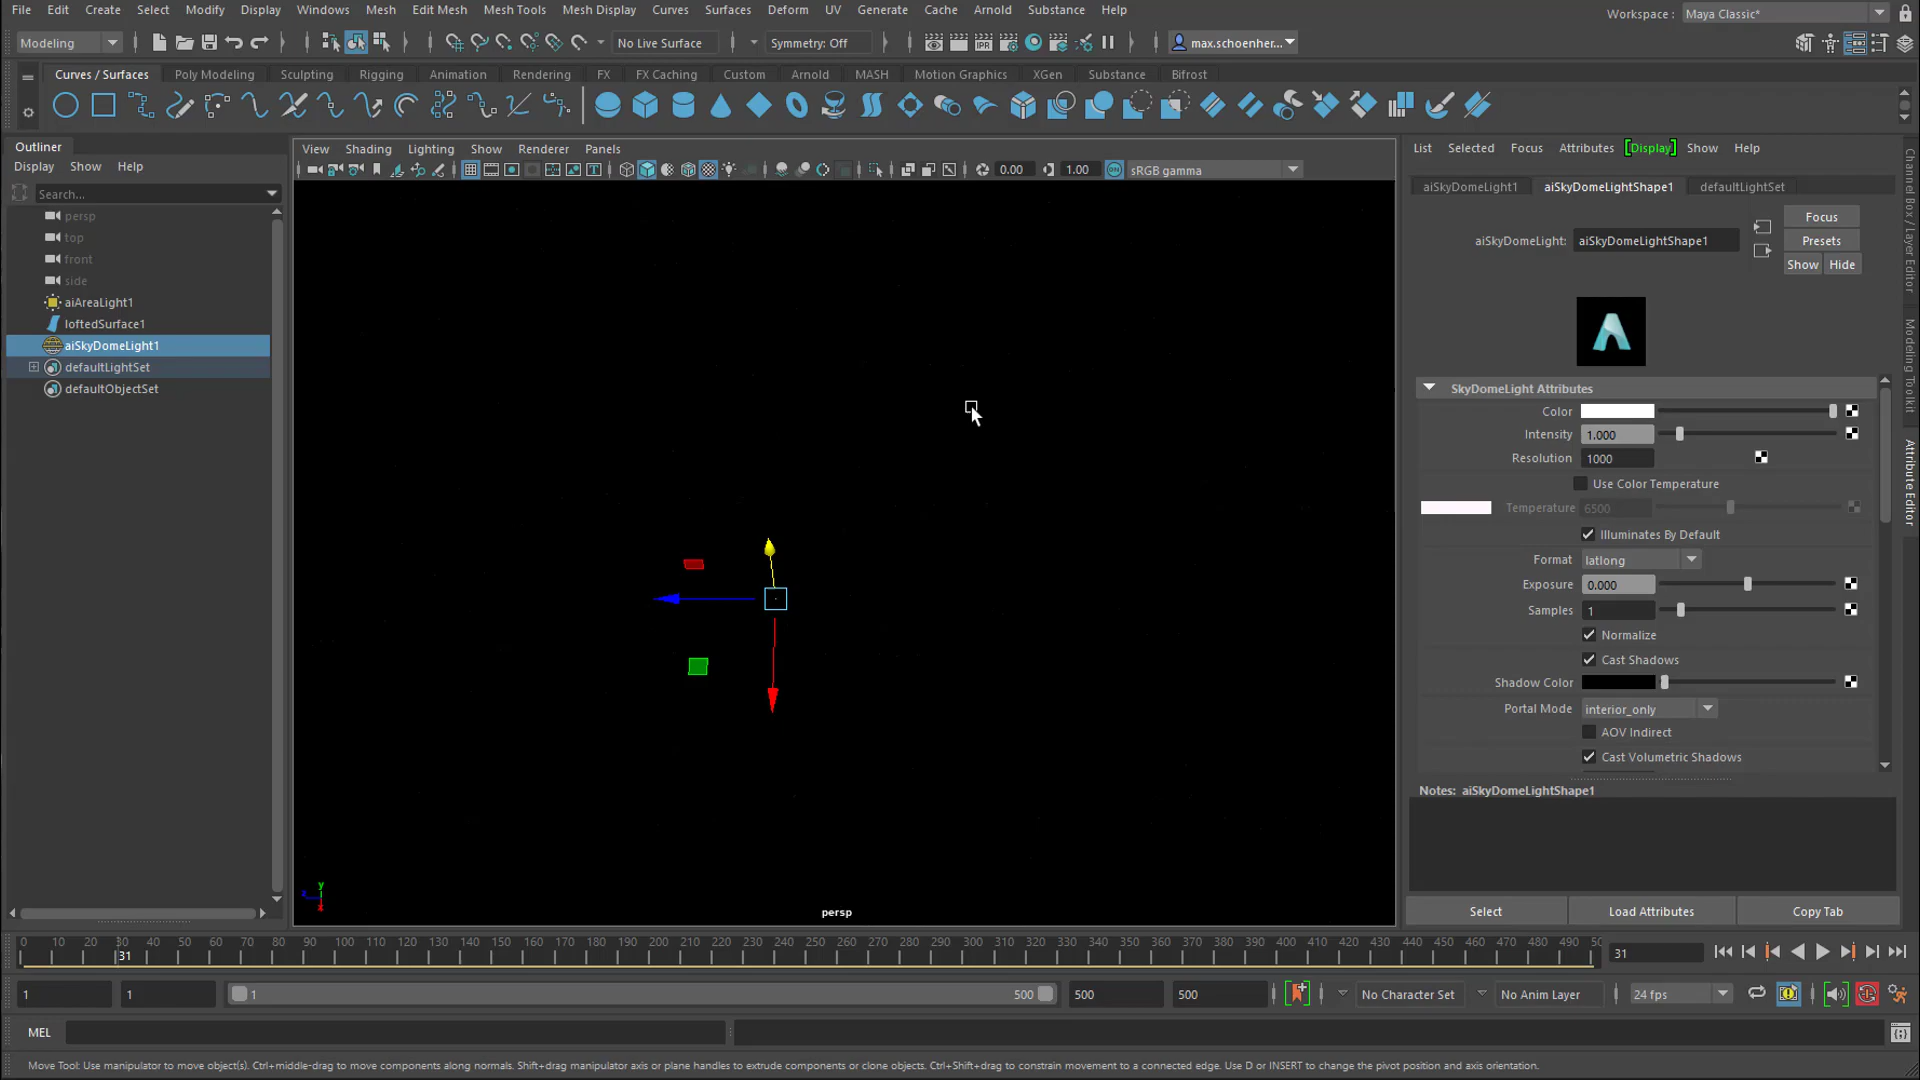 File Edit Create Select Modify Display Windows Mesh Edit Mesh Mesh Tools Mesh Display Curves Surfaces Deform UV Generate Cache Arnold Substance Help
Workspace : Maya Classic*
Modeling No Live Surface Symmetry: Off max.schoenher...
Curves / Surfaces Poly Modeling Sculpting Rigging Animation Rendering FX FX Caching Custom Arnold MASH Motion Graphics XGen Substance Bifrost
IPR
Outliner
Display Show Help
Search...
persp
top
front
side
aiAreaLight1
loftedSurface1
aiSkyDomeLight1
defaultLightSet
defaultObjectSet
View Shading Lighting Show Renderer Panels
0.00 1.00 sRGB gamma
y
z
x
persp
List Selected Focus Attributes [Display] Show Help
aiSkyDomeLight1 aiSkyDomeLightShape1 defaultLightSet
Focus
aiSkyDomeLight: aiSkyDomeLightShape1
Presets
Show Hide
SkyDomeLight Attributes
Color
Intensity 1.000
Resolution 1000
Use Color Temperature
Temperature 6500
Illuminates By Default
Format latlong
Exposure 0.000
Samples 1
Normalize
Cast Shadows
Shadow Color
Portal Mode interior_only
AOV Indirect
Cast Volumetric Shadows
Notes: aiSkyDomeLightShape1
Select Load Attributes Copy Tab
Channel Box / Layer Editor
Modeling Toolkit
Attribute Editor
0 10 20 30 40 50 60 70 80 90 100 110 120 130 140 150 160 170 180 190 200 210 220 230 240 250 260 270 280 290 300 310 320 330 340 350 360 370 380 390 400 410 420 430 440 450 460 470 480 490 50
31
31
1 1 1 500 500 500 No Character Set No Anim Layer 24 fps
MEL
Move Tool: Use manipulator to move object(s). Ctrl+middle-drag to move components along normals. Shift+drag manipulator axis or plane handles to extrude components or clone objects. Ctrl+Shift+drag to constrain movement to a connected edge. Use D or INSERT to change the pivot position and axis orientation.